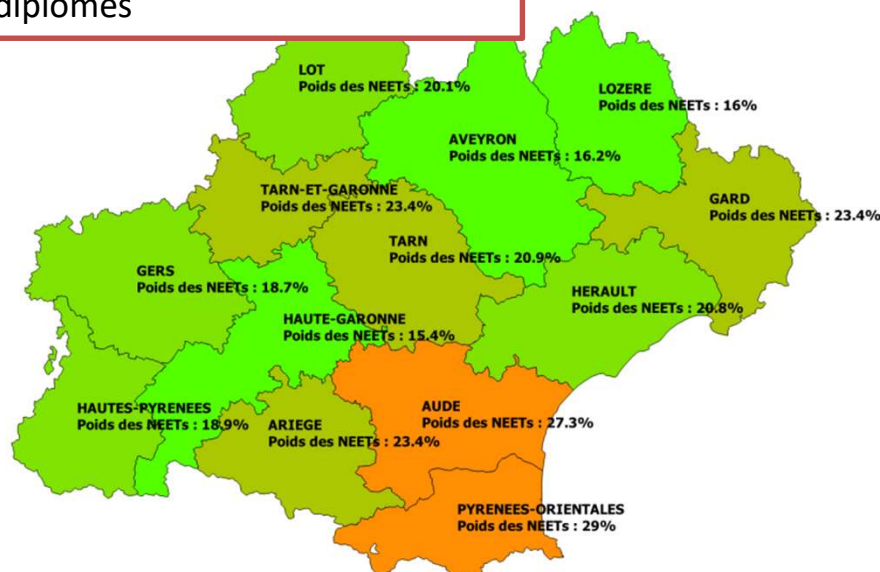 diplômés
LOT
Poids des NEETs : 20.1%
LOZERE
Poids des NEETs : 16%
AVEYRON
Poids des NEETs : 16.2%
TARN-ET-GARONNE
Poids des NEETs : 23.4%
GARD
Poids des NEETs : 23.4%
TARN
Poids des NEETs : 20.9%
GERS
Poids des NEETs : 18.7%
HERAULT
Poids des NEETs : 20.8%
HAUTE-GARONNE
Poids des NEETs : 15.4%
HAUTES-PYRENEES
Poids des NEETs : 18.9%
ARIEGE
Poids des NEETs : 23.4%
AUDE
Poids des NEETs : 27.3%
PYRENEES-ORIENTALES
Poids des NEETs : 29%